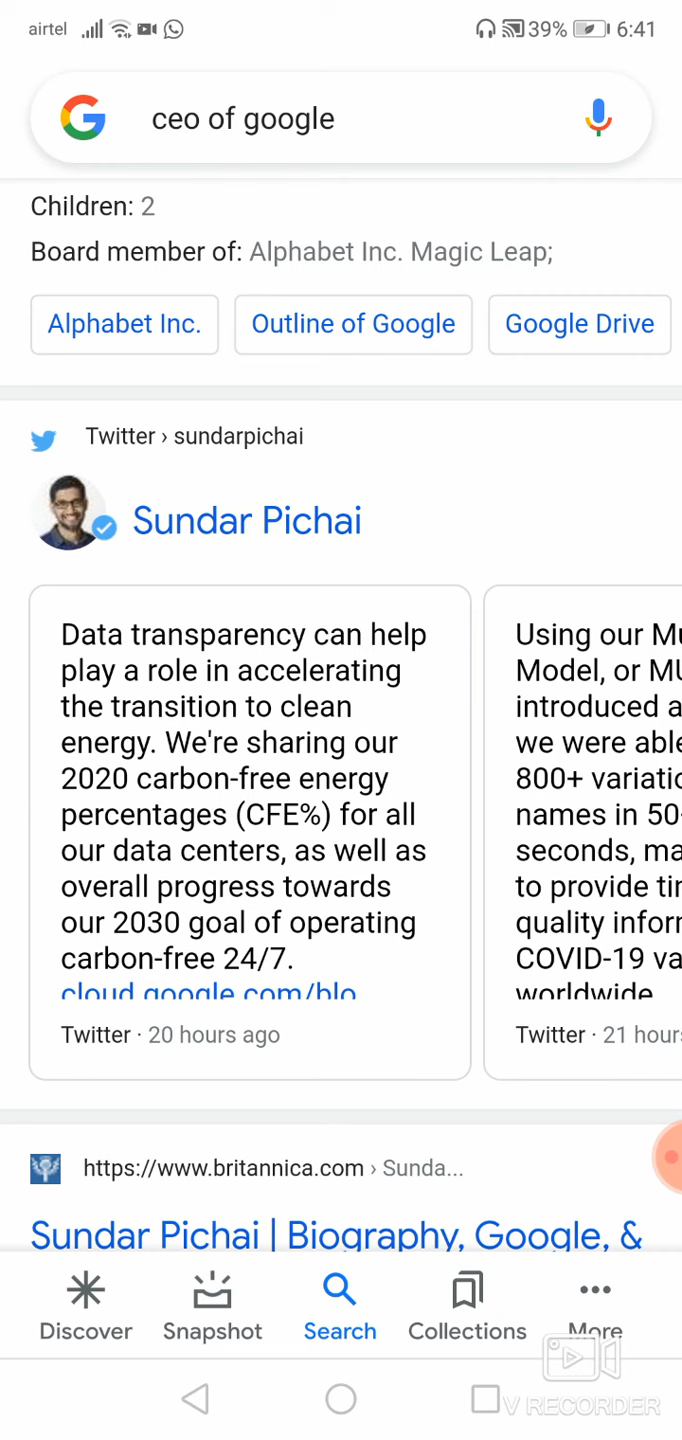 airtel 39% 6:41
ceo of google
Children: 2
Board member of: Alphabet Inc. Magic Leap;
Alphabet Inc. Outline of Google Google Drive
Twitter › sundarpichai
Sundar Pichai
Data transparency can help
play a role in accelerating
the transition to clean
energy. We're sharing our
2020 carbon-free energy
percentages (CFE%) for all
our data centers, as well as
overall progress towards
our 2030 goal of operating
carbon-free 24/7.
cloud.google.com/blo
Twitter · 20 hours ago
Using our
Model, or
introduced
we were
800+
names in
seconds,
to provide
quality
COVID-19
worldwide
Twitter · 21
https://www.britannica.com › Sunda...
Sundar Pichai | Biography, Google, &
Discover Snapshot Search Collections More
V RECORDER